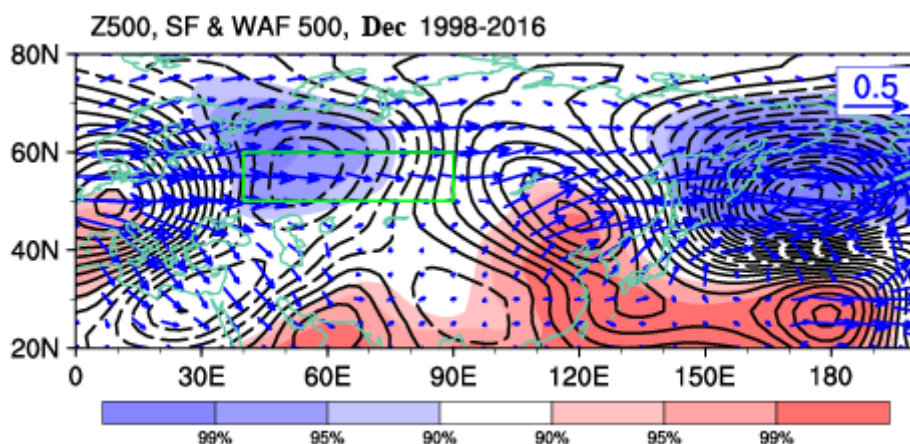 Z500, SF & WAF 500, Dec 1998-2016
80N
0.5
60N
40N
20N
0 30E 60E 90E 120E 150E 180
99% 95% 90% 90% 95% 99%